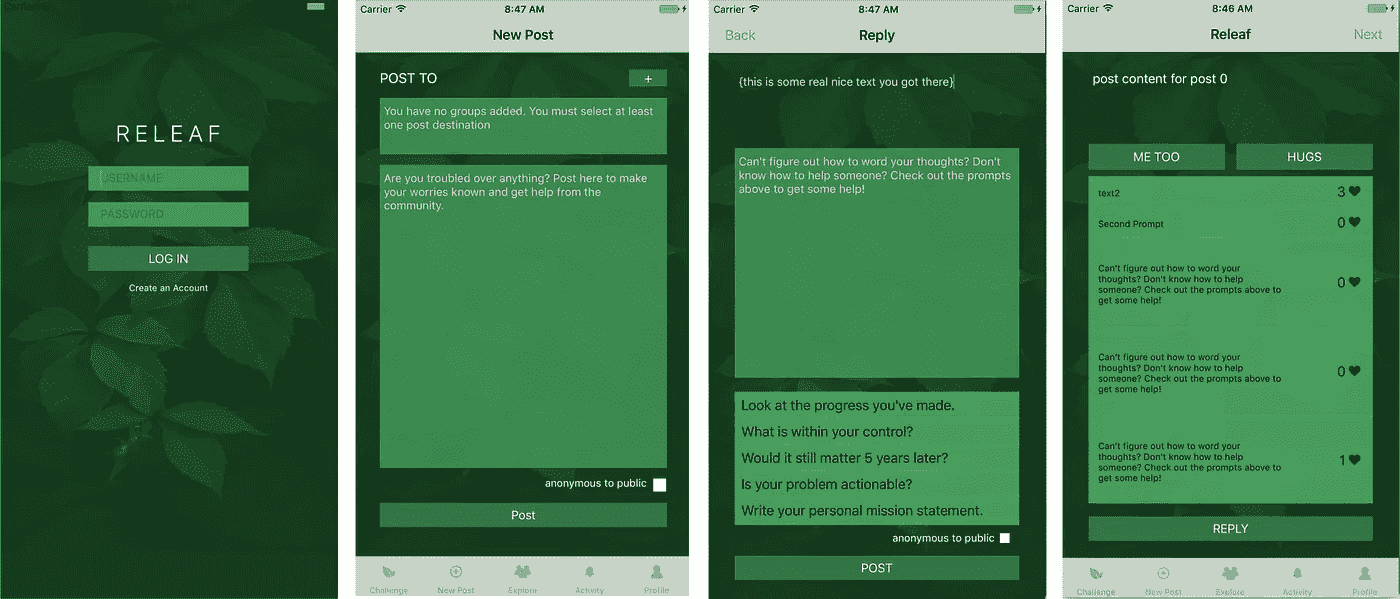 Carrier
RELEAF
USERNAME
PASSWORD
LOG IN
Create an Account
Carrier 8:47 AM
New Post
POST TO +
You have no groups added. You must select at least
one post destination
Are you troubled over anything? Post here to make
your worries known and get help from the
community.
anonymous to public
Post
Challenge New Post Explore Activity Profile
Carrier 8:47 AM
Back Reply
{this is some real nice text you got there}
Can't figure out how to word your thoughts? Don't
know how to help someone? Check out the prompts
above to get some help!
Look at the progress you've made.
What is within your control?
Would it still matter 5 years later?
Is your problem actionable?
Write your personal mission statement.
anonymous to public
POST
Carrier 8:46 AM
Releaf Next
post content for post 0
ME TOO HUGS
text2 3
Second Prompt 0
Can't figure out how to word your
thoughts? Don't know how to help
someone? Check out the prompts above to
get some help!
0
Can't figure out how to word your
thoughts? Don't know how to help
someone? Check out the prompts above to
get some help!
0
Can't figure out how to word your
thoughts? Don't know how to help
someone? Check out the prompts above to
get some help!
1
REPLY
Challenge New Post Explore Activity Profile